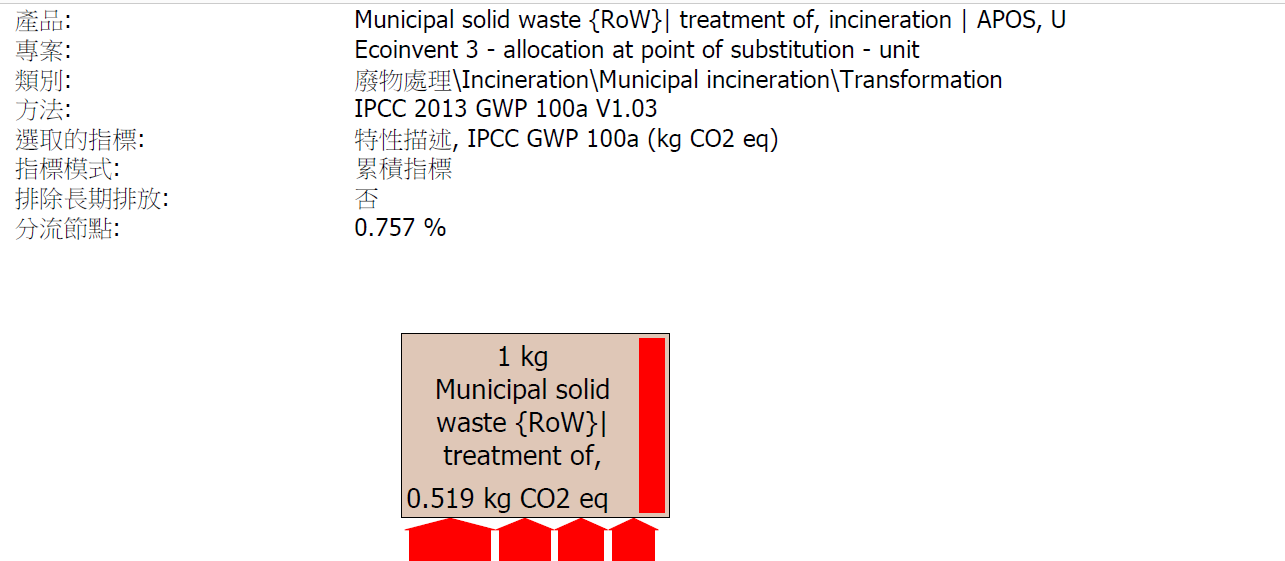 產品: Municipal solid waste {RoW}| treatment of, incineration | APOS, U
專案: Ecoinvent 3 - allocation at point of substitution - unit
類別: 廢物處理\Incineration\Municipal incineration\Transformation
方法: IPCC 2013 GWP 100a V1.03
選取的指標: 特性描述, IPCC GWP 100a (kg CO2 eq)
指標模式: 累積指標
排除長期排放: 否
分流節點: 0.757 %
1 kg
Municipal solid
waste {RoW}|
treatment of,
0.519 kg CO2 eq